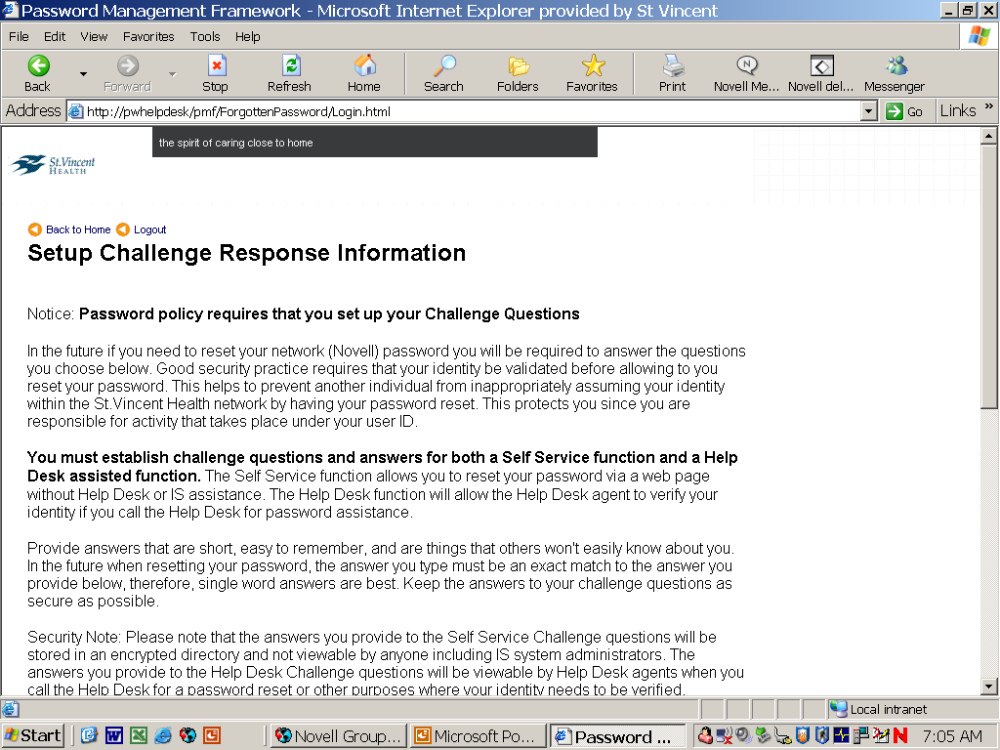 Password Management Framework - Microsoft Internet Explorer provided by St Vincent
File Edit View Favorites Tools Help
Back Forward Stop Refresh Home Search Folders Favorites Print Novell Me... Novell del... Messenger
Address http://pwhelpdesk/pmf/ForgottenPassword/Login.html Go Links »
the spirit of caring close to home
St.Vincent
HEALTH
Back to Home Logout
Setup Challenge Response Information
Notice: Password policy requires that you set up your Challenge Questions
In the future if you need to reset your network (Novell) password you will be required to answer the questions
you choose below. Good security practice requires that your identity be validated before allowing to you
reset your password. This helps to prevent another individual from inappropriately assuming your identity
within the St.Vincent Health network by having your password reset. This protects you since you are
responsible for activity that takes place under your user ID.
You must establish challenge questions and answers for both a Self Service function and a Help
Desk assisted function. The Self Service function allows you to reset your password via a web page
without Help Desk or IS assistance. The Help Desk function will allow the Help Desk agent to verify your
identity if you call the Help Desk for password assistance.
Provide answers that are short, easy to remember, and are things that others won't easily know about you.
In the future when resetting your password, the answer you type must be an exact match to the answer you
provide below, therefore, single word answers are best. Keep the answers to your challenge questions as
secure as possible.
Security Note: Please note that the answers you provide to the Self Service Challenge questions will be
stored in an encrypted directory and not viewable by anyone including IS system administrators. The
answers you provide to the Help Desk Challenge questions will be viewable by Help Desk agents when you
call the Help Desk for a password reset or other purposes where your identity needs to be verified.
Local intranet
Start Novell Group... Microsoft Po... Password ... 7:05 AM